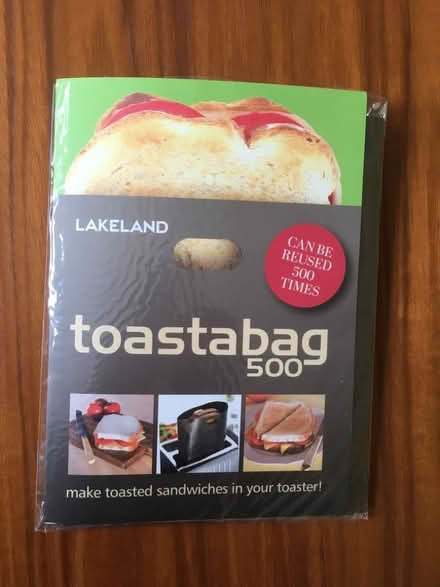 LAKELAND
CAN BE
REUSED
500
TIMES
toastabag
500
make toasted sandwiches in your toaster!